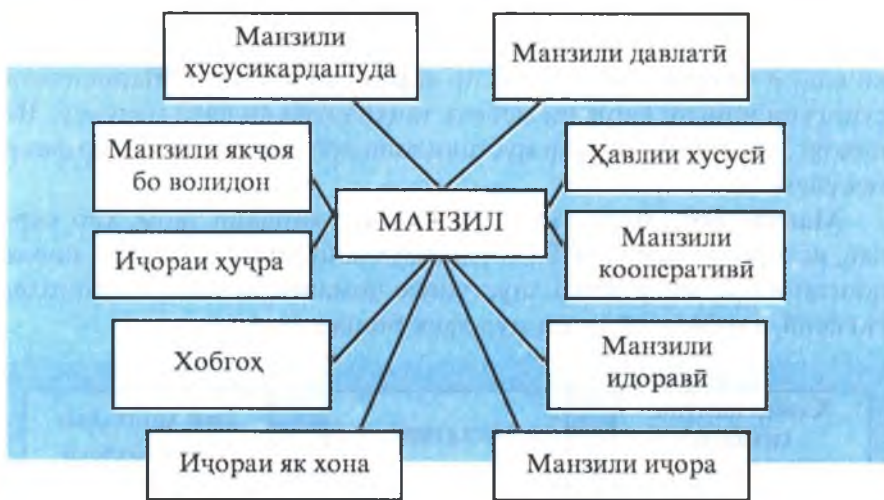 Манзили
хусусикардашуда
Манзили давлатӣ
Манзили якҷоя
бо волидон
Ҳавлии хусусӣ
МАНЗИЛ
Манзили
кооперативӣ
Иҷораи ҳуҷра
Хобгоҳ
Манзили
идоравӣ
Иҷораи як хона
Манзили иҷора